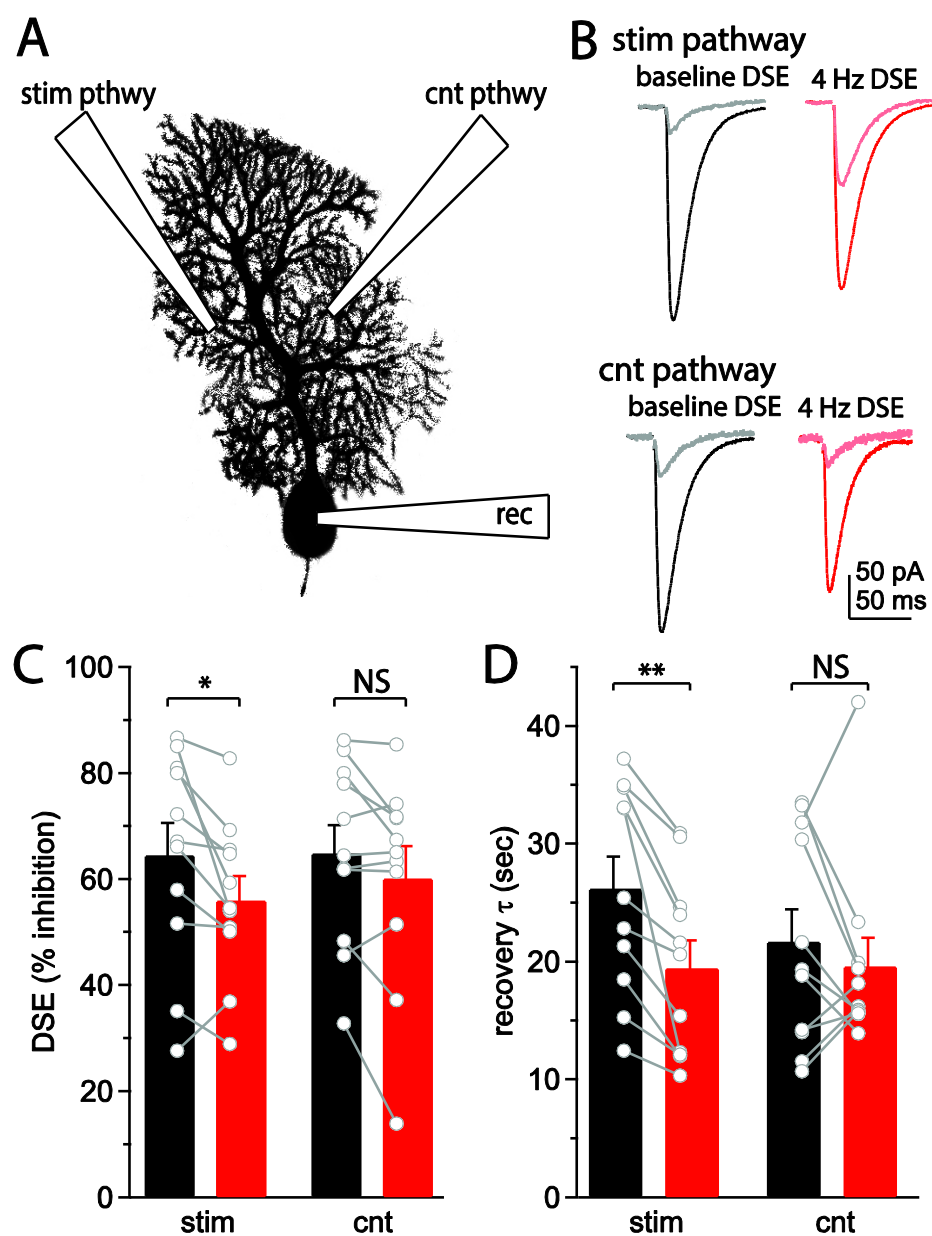 A
stim pthwy
cnt pthwy
rec
B
stim pathway
baseline DSE
4 Hz DSE
cnt pathway
baseline DSE
4 Hz DSE
50 pA
50 ms
C
DSE (% inhibition)
100
80
60
40
20
0
*
NS
stim
cnt
D
recovery τ (sec)
40
30
20
10
0
**
NS
stim
cnt